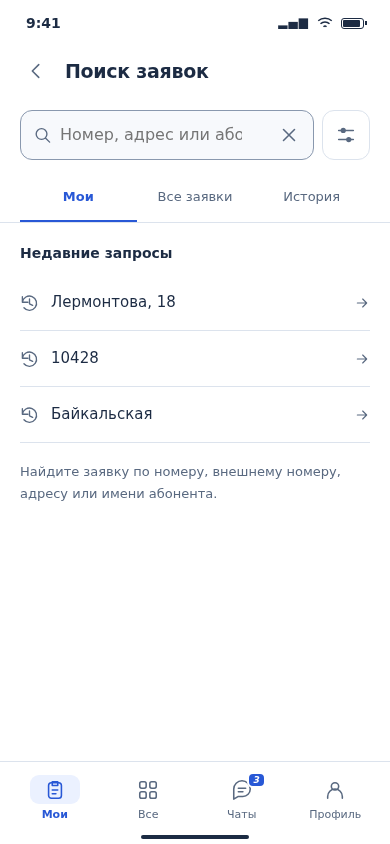 9:41
Поиск заявок
Номер, адрес или або
Мои
Все заявки
История
Недавние запросы
Лермонтова, 18
10428
Байкальская
Найдите заявку по номеру, внешнему номеру,
адресу или имени абонента.
3
Мои
Все
Чаты
Профиль